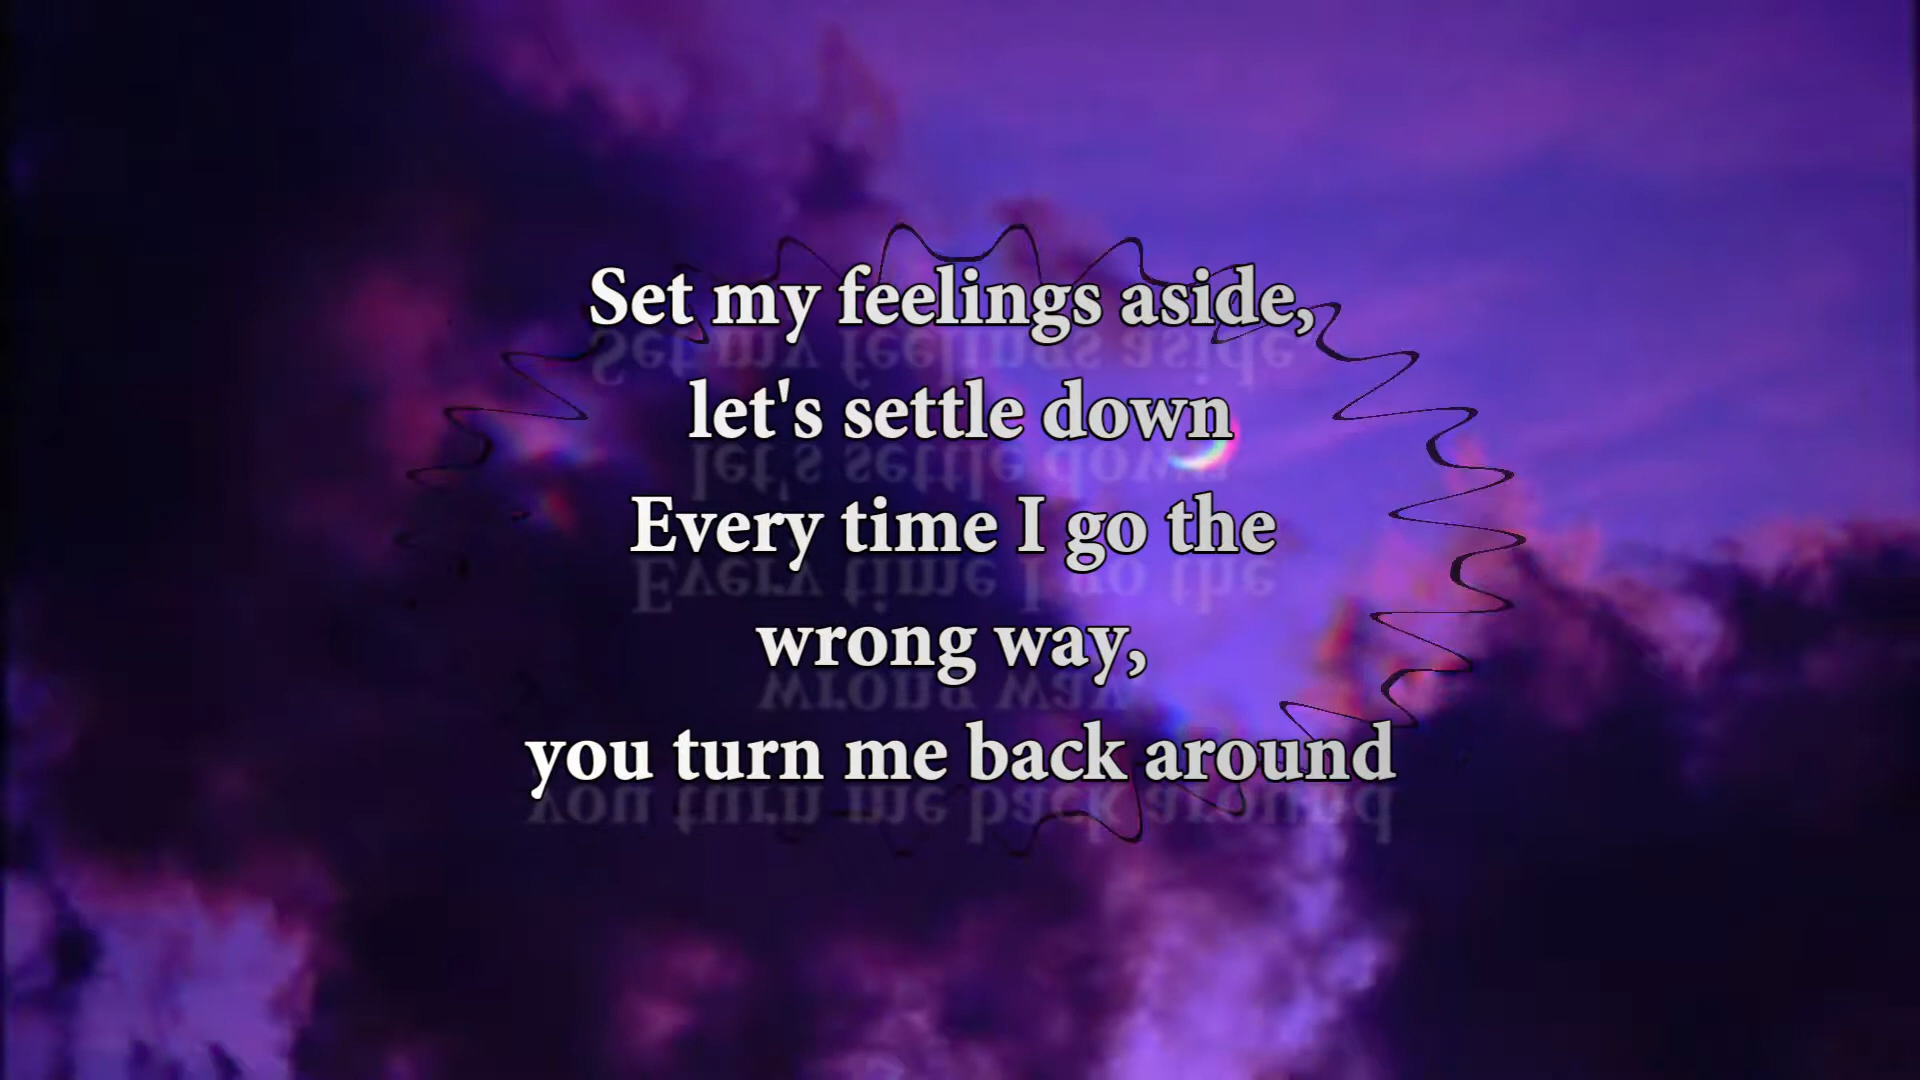 Set my feelings aside,
let's settle down
Every time I go the
wrong way,
you turn me back around